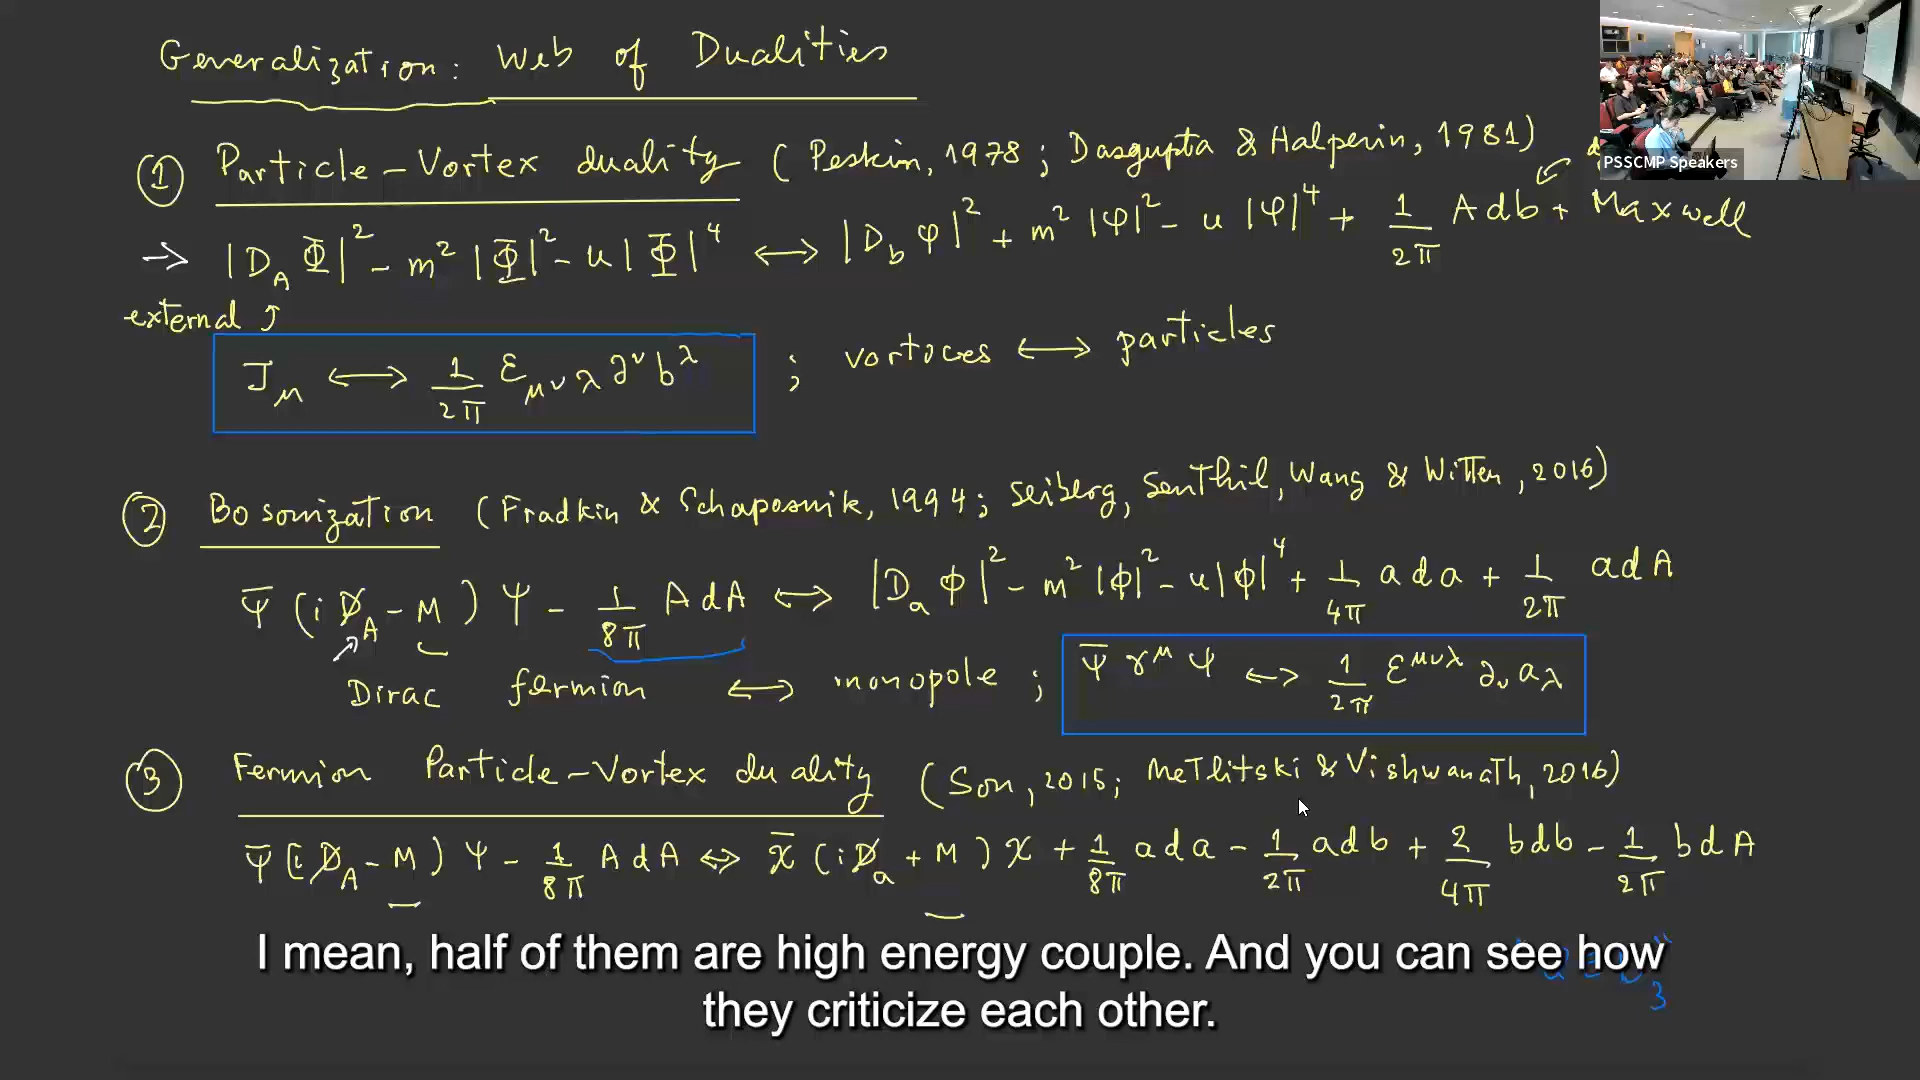 Generalization: Web of Dualities
① Particle-Vortex duality (Peskin, 1978; Dasgupta & Halperin, 1981)
PSSCMP Speakers
→ |D_A Φ|² - m² |Φ|² - u |Φ|⁴ ⟷ |D_b φ|² + m² |φ|² - u |φ|⁴ + 1/2π Adb + Maxwell
external ↑
J_μ ⟷ 1/2π ε_μνλ ∂^ν b^λ ; vortices ⟷ particles
② Bosonization (Fradkin & Schaposnik, 1994; Seiberg, Senthil, Wang & Witten, 2016)
Ψ̄ (i D̸_A - M) Ψ - 1/8π AdA ⟷ |D_a ϕ|² - m² |ϕ|² - u|ϕ|⁴ + 1/4π ada + 1/2π adA
Dirac fermion ⟷ monopole ; Ψ̄ γ^μ Ψ ⟷ 1/2π ε^μνλ ∂_ν a_λ
③ Fermion Particle-Vortex duality (Son, 2015; Metlitski & Vishwanath, 2016)
Ψ̄ [i D̸_A - M) Ψ - 1/8π AdA ⟷ χ̄ (i D̸_a + M) χ + 1/8π ada - 1/2π adb + 2/4π bdb - 1/2π bdA
I mean, half of them are high energy couple. And you can see how
they criticize each other.